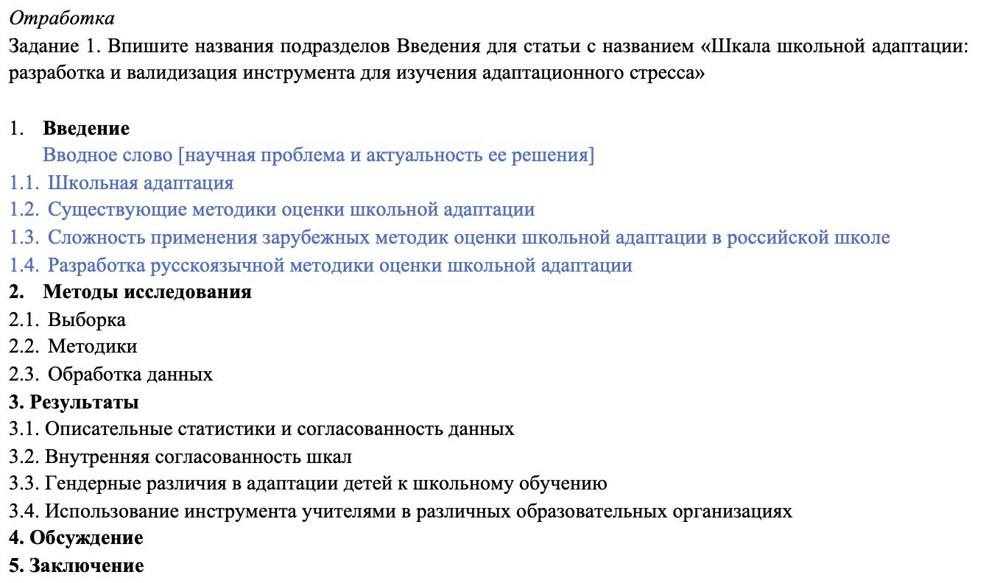 Отработка
Задание 1. Впишите названия подразделов Введения для статьи с названием «Шкала школьной адаптации:
разработка и валидизация инструмента для изучения адаптационного стресса»
1. Введение
Вводное слово [научная проблема и актуальность ее решения]
1.1. Школьная адаптация
1.2. Существующие методики оценки школьной адаптации
1.3. Сложность применения зарубежных методик оценки школьной адаптации в российской школе
1.4. Разработка русскоязычной методики оценки школьной адаптации
2. Методы исследования
2.1. Выборка
2.2. Методики
2.3. Обработка данных
3. Результаты
3.1. Описательные статистики и согласованность данных
3.2. Внутренняя согласованность шкал
3.3. Гендерные различия в адаптации детей к школьному обучению
3.4. Использование инструмента учителями в различных образовательных организациях
4. Обсуждение
5. Заключение